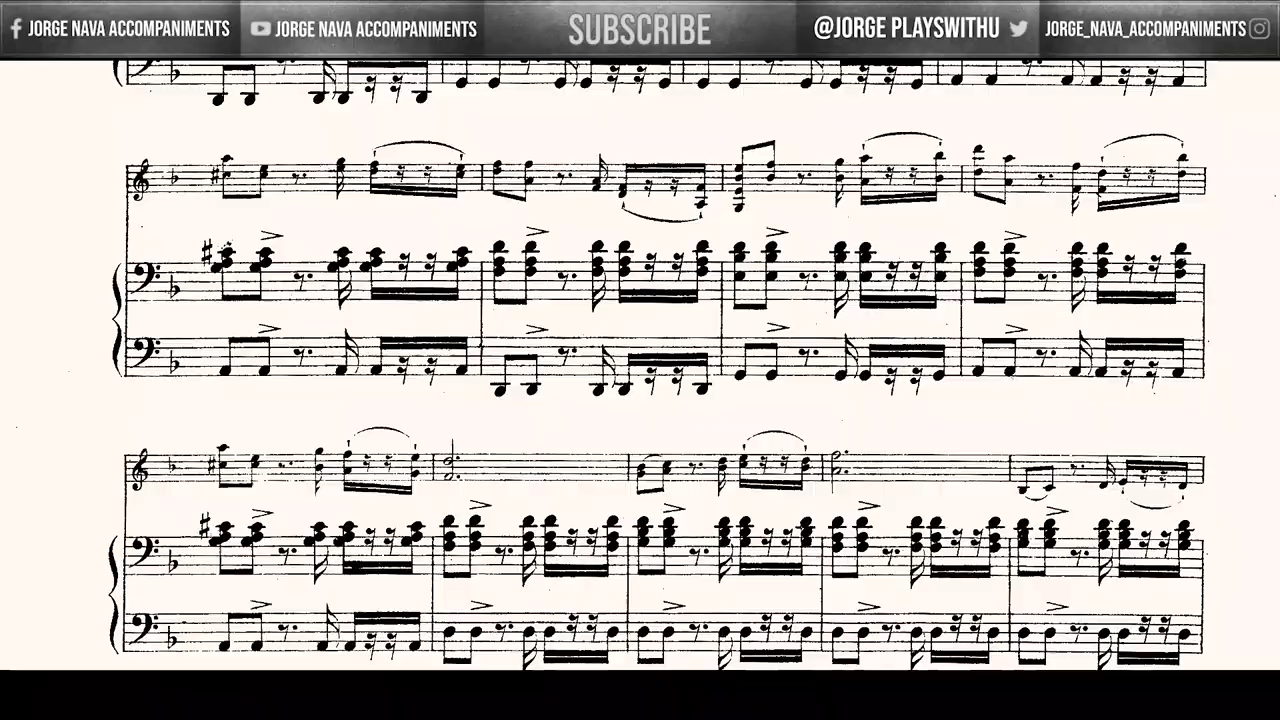 JORGE NAVA ACCOMPANIMENTS
JORGE NAVA ACCOMPANIMENTS
SUBSCRIBE
@JORGE PLAYSWITHU
JORGE_NAVA_ACCOMPANIMENTS